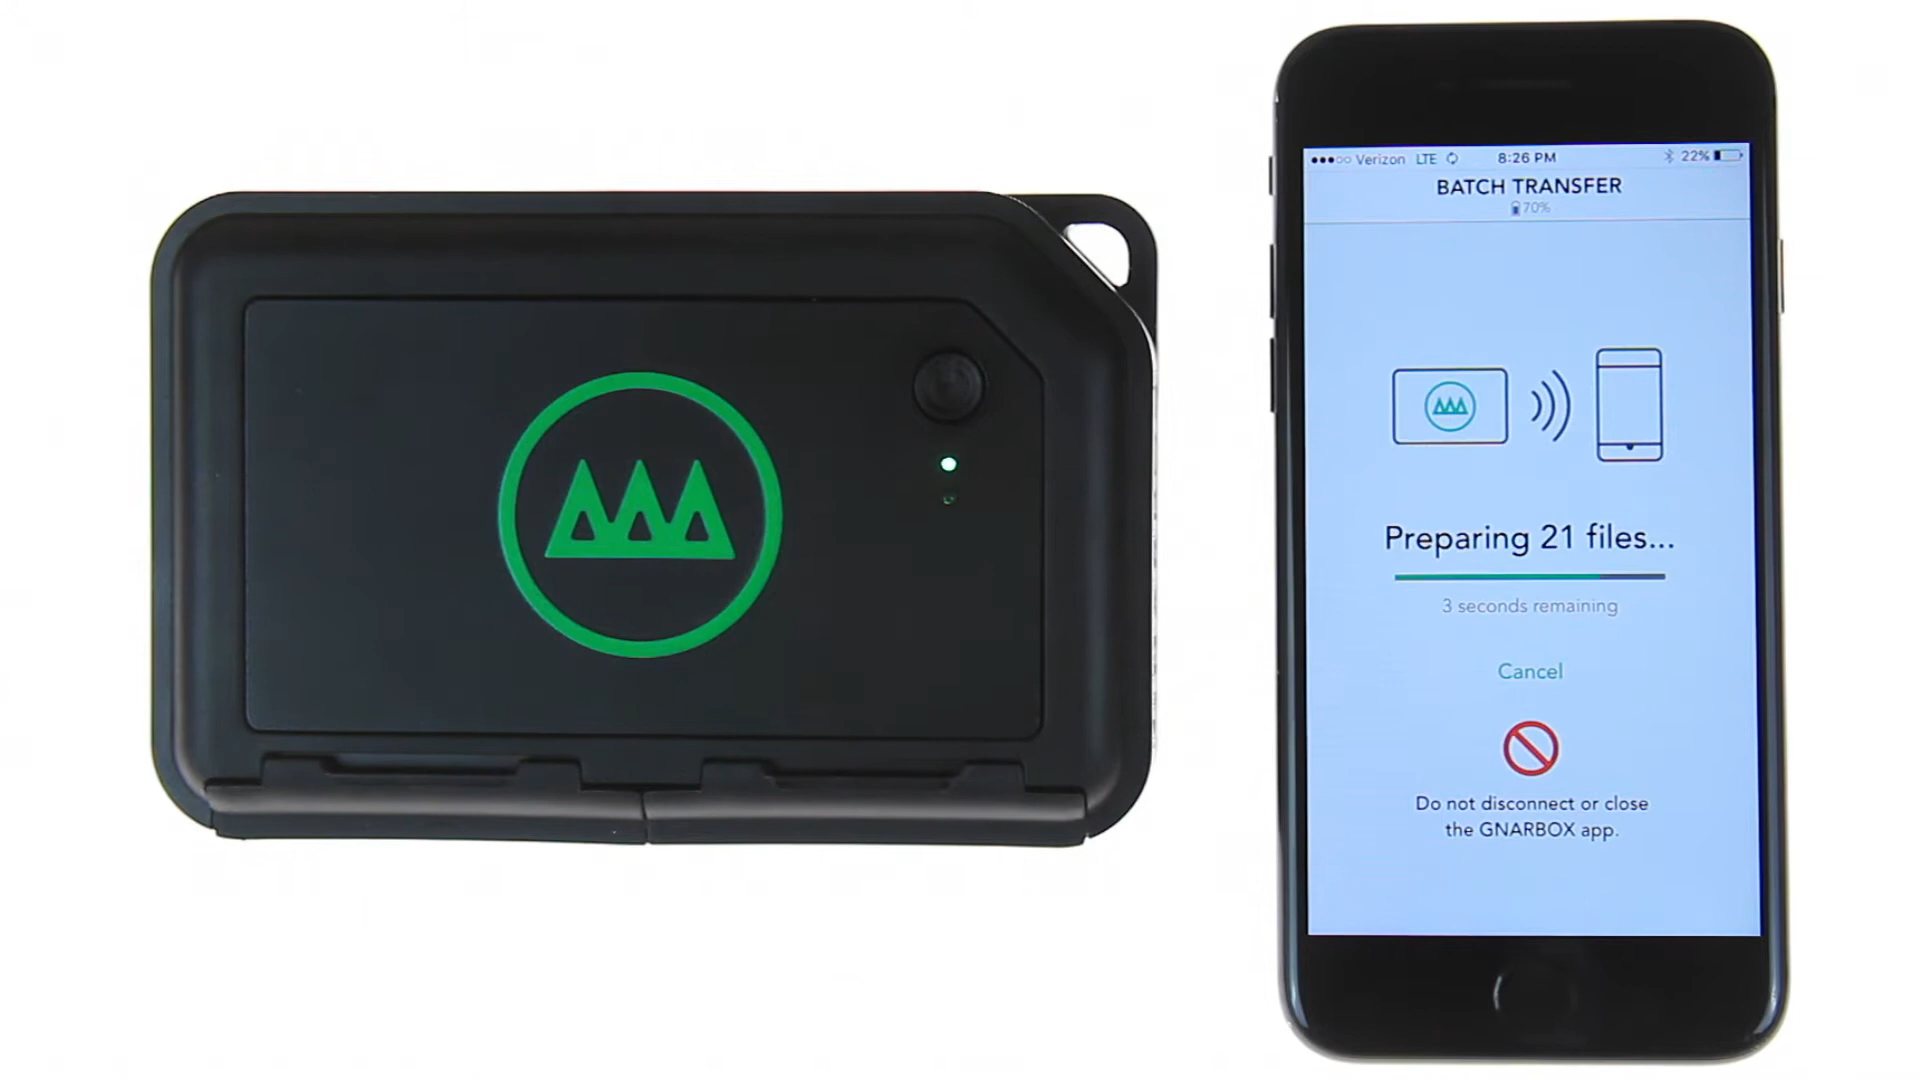 Verizon LTE 8:26 PM 22%
BATCH TRANSFER
70%
Preparing 21 files...
3 seconds remaining
Cancel
Do not disconnect or close
the GNARBOX app.